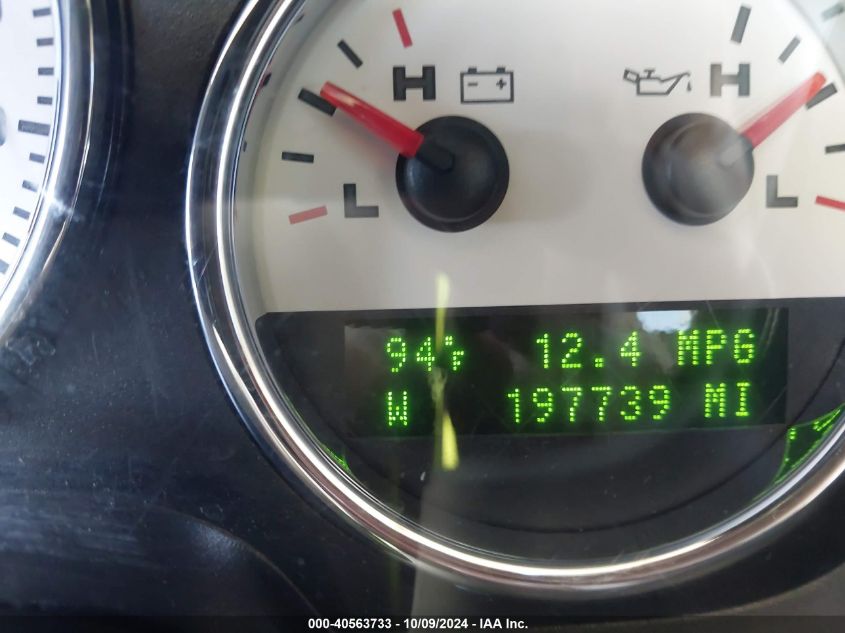 H H
L L
94°F 12.4 MPG
W 197739 MI
000-40563733 - 10/09/2024 - IAA Inc.